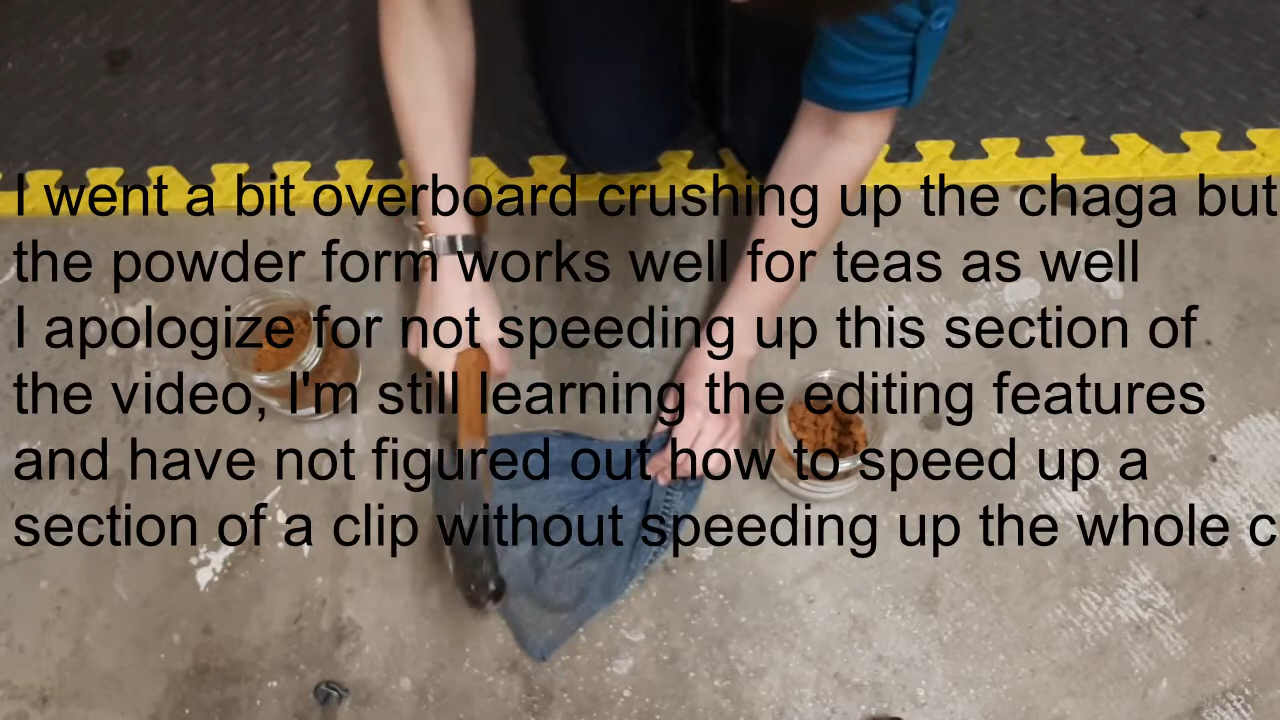 I went a bit overboard crushing up the chaga but
the powder form works well for teas as well
I apologize for not speeding up this section of
the video, I'm still learning the editing features
and have not figured out how to speed up a
section of a clip without speeding up the whole